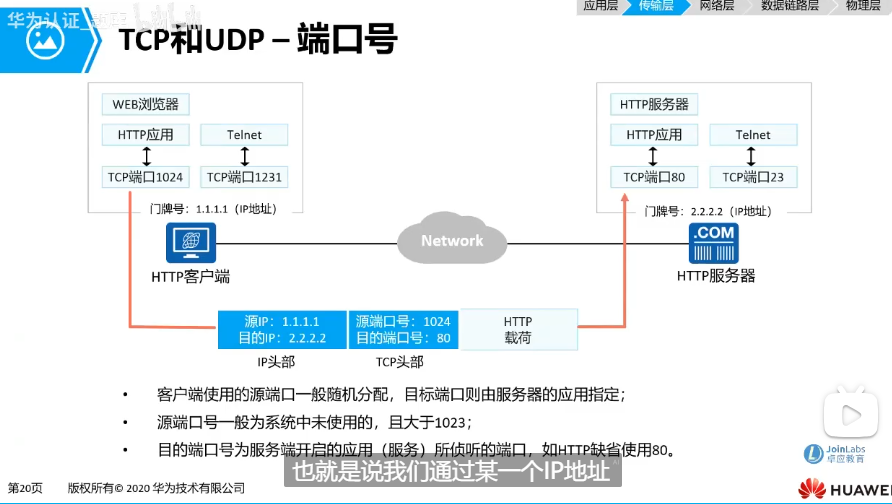 华为认证_
应用层 传输层 网络层 数据链路层 物理层
TCP和UDP – 端口号
WEB浏览器
HTTP应用 Telnet
TCP端口1024 TCP端口1231
门牌号：1.1.1.1（IP地址）
HTTP客户端
Network
HTTP服务器
HTTP应用 Telnet
TCP端口80 TCP端口23
门牌号：2.2.2.2（IP地址）
.COM
HTTP服务器
源IP：1.1.1.1
目的IP：2.2.2.2
源端口号：1024
目的端口号：80
HTTP
载荷
IP头部 TCP头部
• 客户端使用的源端口一般随机分配，目标端口则由服务器的应用指定；
• 源端口号一般为系统中未使用的，且大于1023；
• 目的端口号为服务端开启的应用（服务）所侦听的端口，如HTTP缺省使用80。
也就是说我们通过某一个IP地址
JoinLabs
卓应教育
第20页 版权所有© 2020 华为技术有限公司
HUAWEI